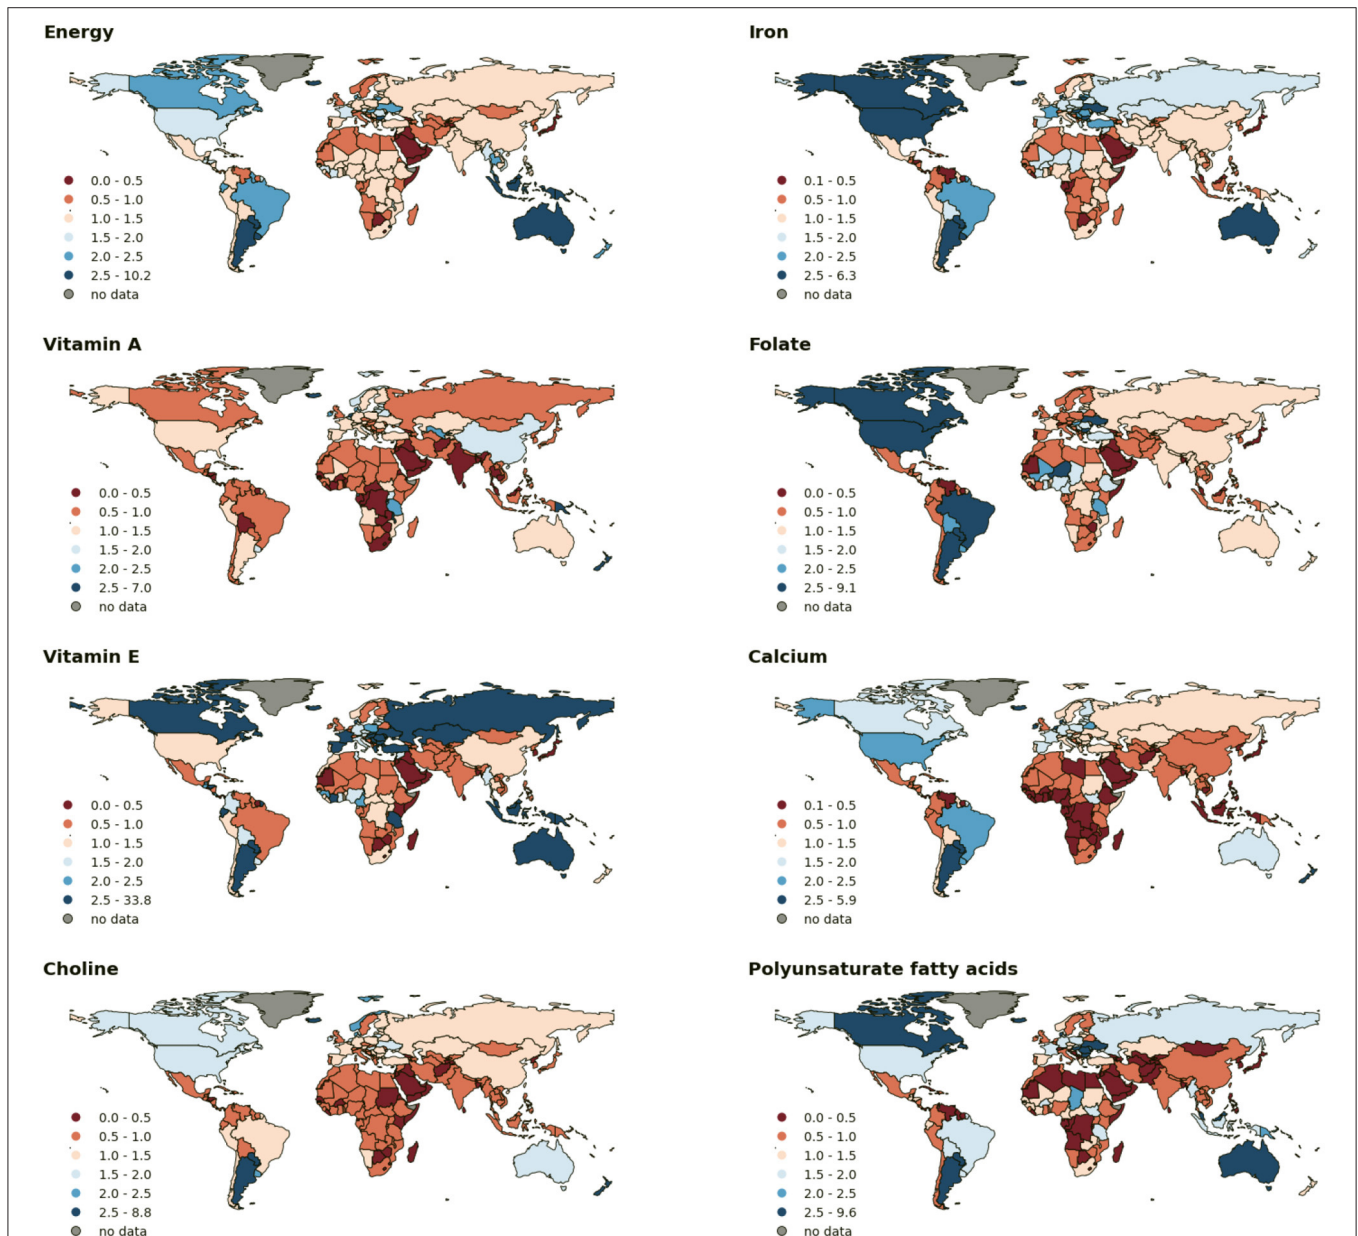 Energy
0.0 - 0.5
0.5 - 1.0
1.0 - 1.5
1.5 - 2.0
2.0 - 2.5
2.5 - 10.2
no data
Iron
0.1 - 0.5
0.5 - 1.0
1.0 - 1.5
1.5 - 2.0
2.0 - 2.5
2.5 - 6.3
no data
Vitamin A
0.0 - 0.5
0.5 - 1.0
1.0 - 1.5
1.5 - 2.0
2.0 - 2.5
2.5 - 7.0
no data
Folate
0.0 - 0.5
0.5 - 1.0
1.0 - 1.5
1.5 - 2.0
2.0 - 2.5
2.5 - 9.1
no data
Vitamin E
0.0 - 0.5
0.5 - 1.0
1.0 - 1.5
1.5 - 2.0
2.0 - 2.5
2.5 - 33.8
no data
Calcium
0.1 - 0.5
0.5 - 1.0
1.0 - 1.5
1.5 - 2.0
2.0 - 2.5
2.5 - 5.9
no data
Choline
0.0 - 0.5
0.5 - 1.0
1.0 - 1.5
1.5 - 2.0
2.0 - 2.5
2.5 - 8.8
no data
Polyunsaturate fatty acids
0.0 - 0.5
0.5 - 1.0
1.0 - 1.5
1.5 - 2.0
2.0 - 2.5
2.5 - 9.6
no data